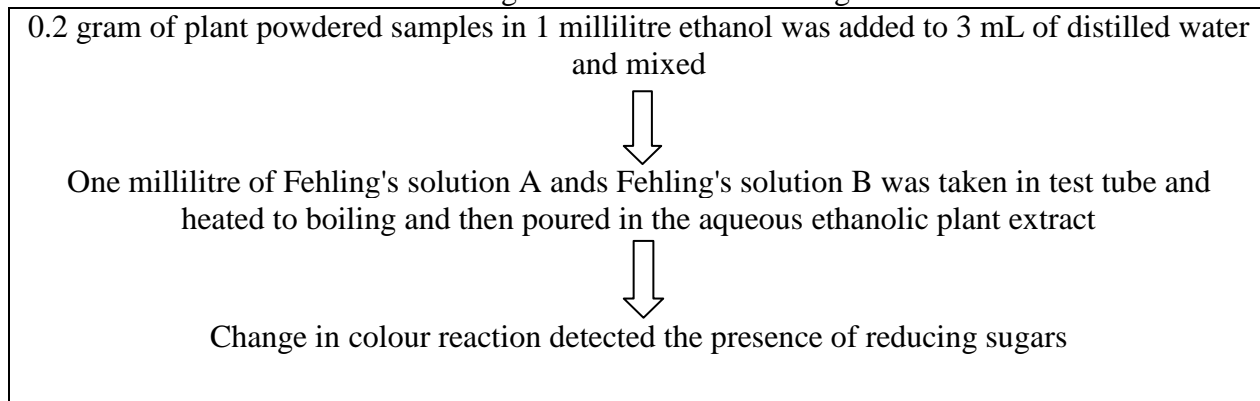 0.2 gram of plant powdered samples in 1 millilitre ethanol was added to 3 mL of distilled water
and mixed
One millilitre of Fehling's solution A ands Fehling's solution B was taken in test tube and
heated to boiling and then poured in the aqueous ethanolic plant extract
Change in colour reaction detected the presence of reducing sugars